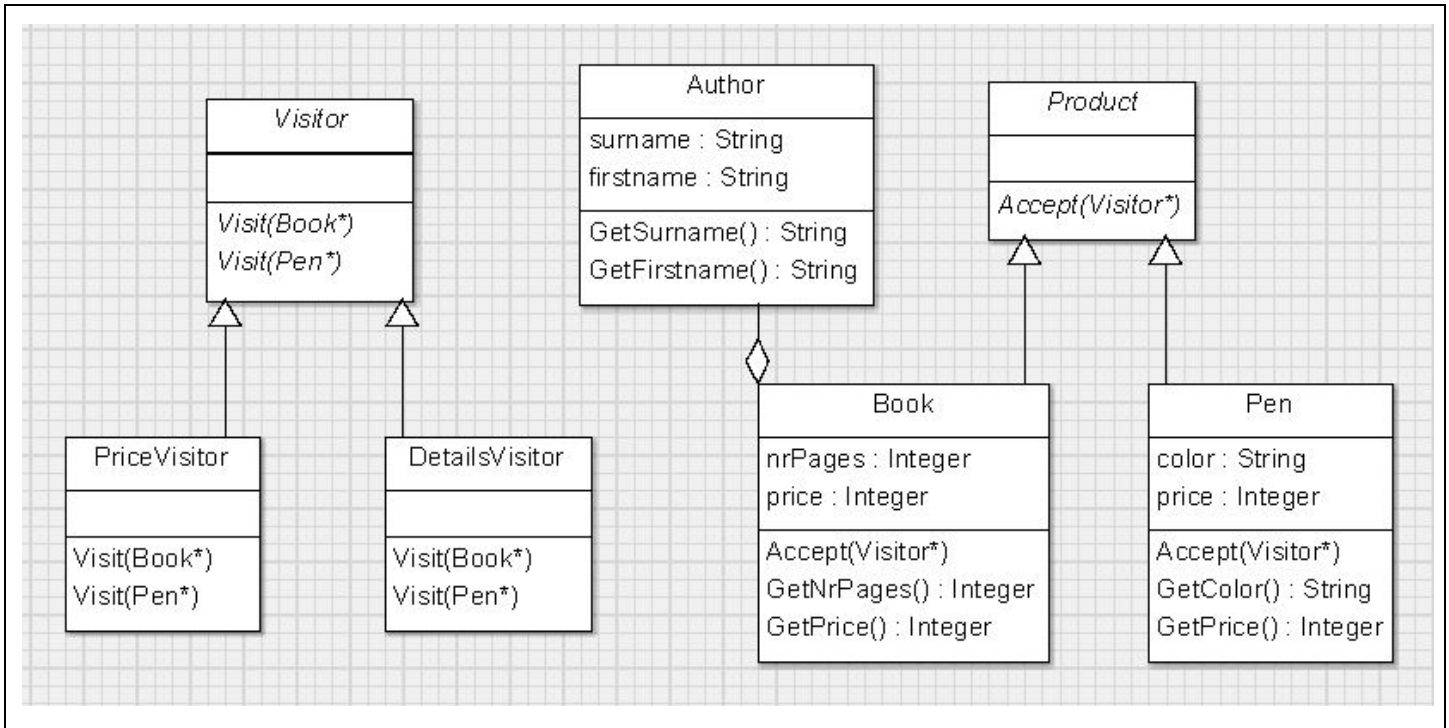 Visitor
Visit(Book*)
Visit(Pen*)
Author
surname : String
firstname : String
GetSurname() : String
GetFirstname() : String
Product
Accept(Visitor*)
PriceVisitor
Visit(Book*)
Visit(Pen*)
DetailsVisitor
Visit(Book*)
Visit(Pen*)
Book
nrPages : Integer
price : Integer
Accept(Visitor*)
GetNrPages() : Integer
GetPrice() : Integer
Pen
color : String
price : Integer
Accept(Visitor*)
GetColor() : String
GetPrice() : Integer